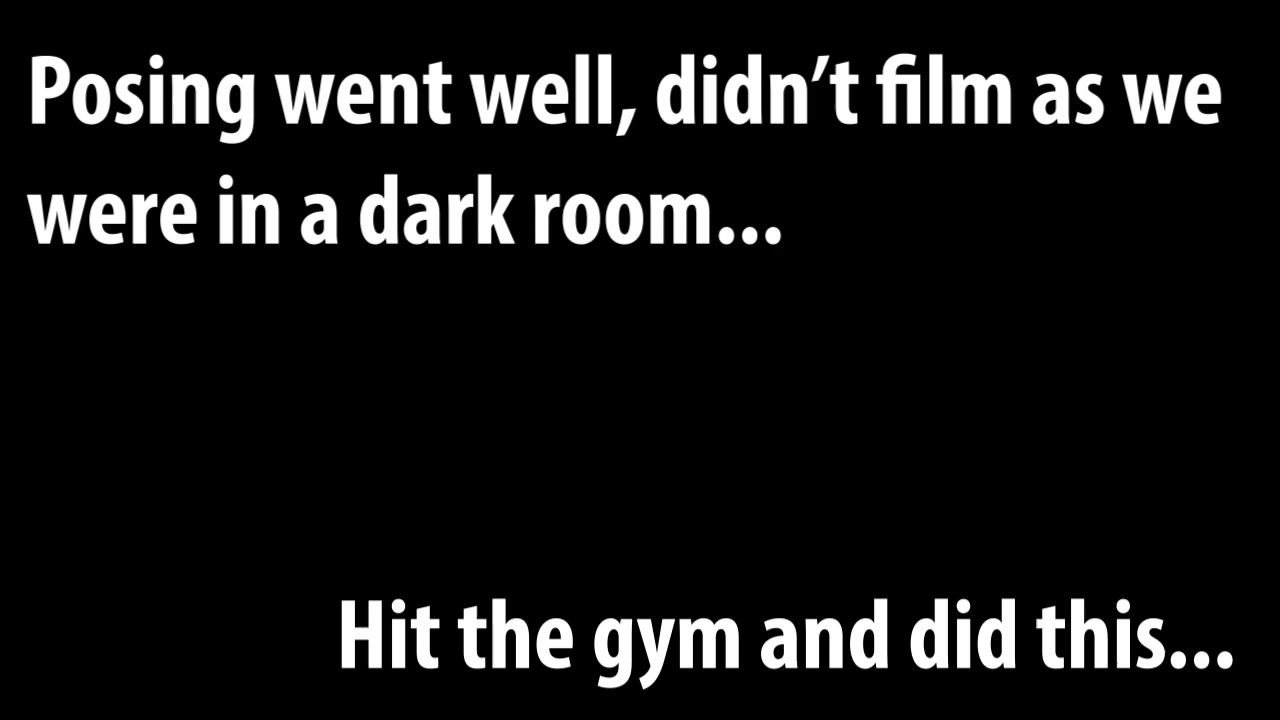 Posing went well, didn’t film as we
were in a dark room...
Hit the gym and did this...